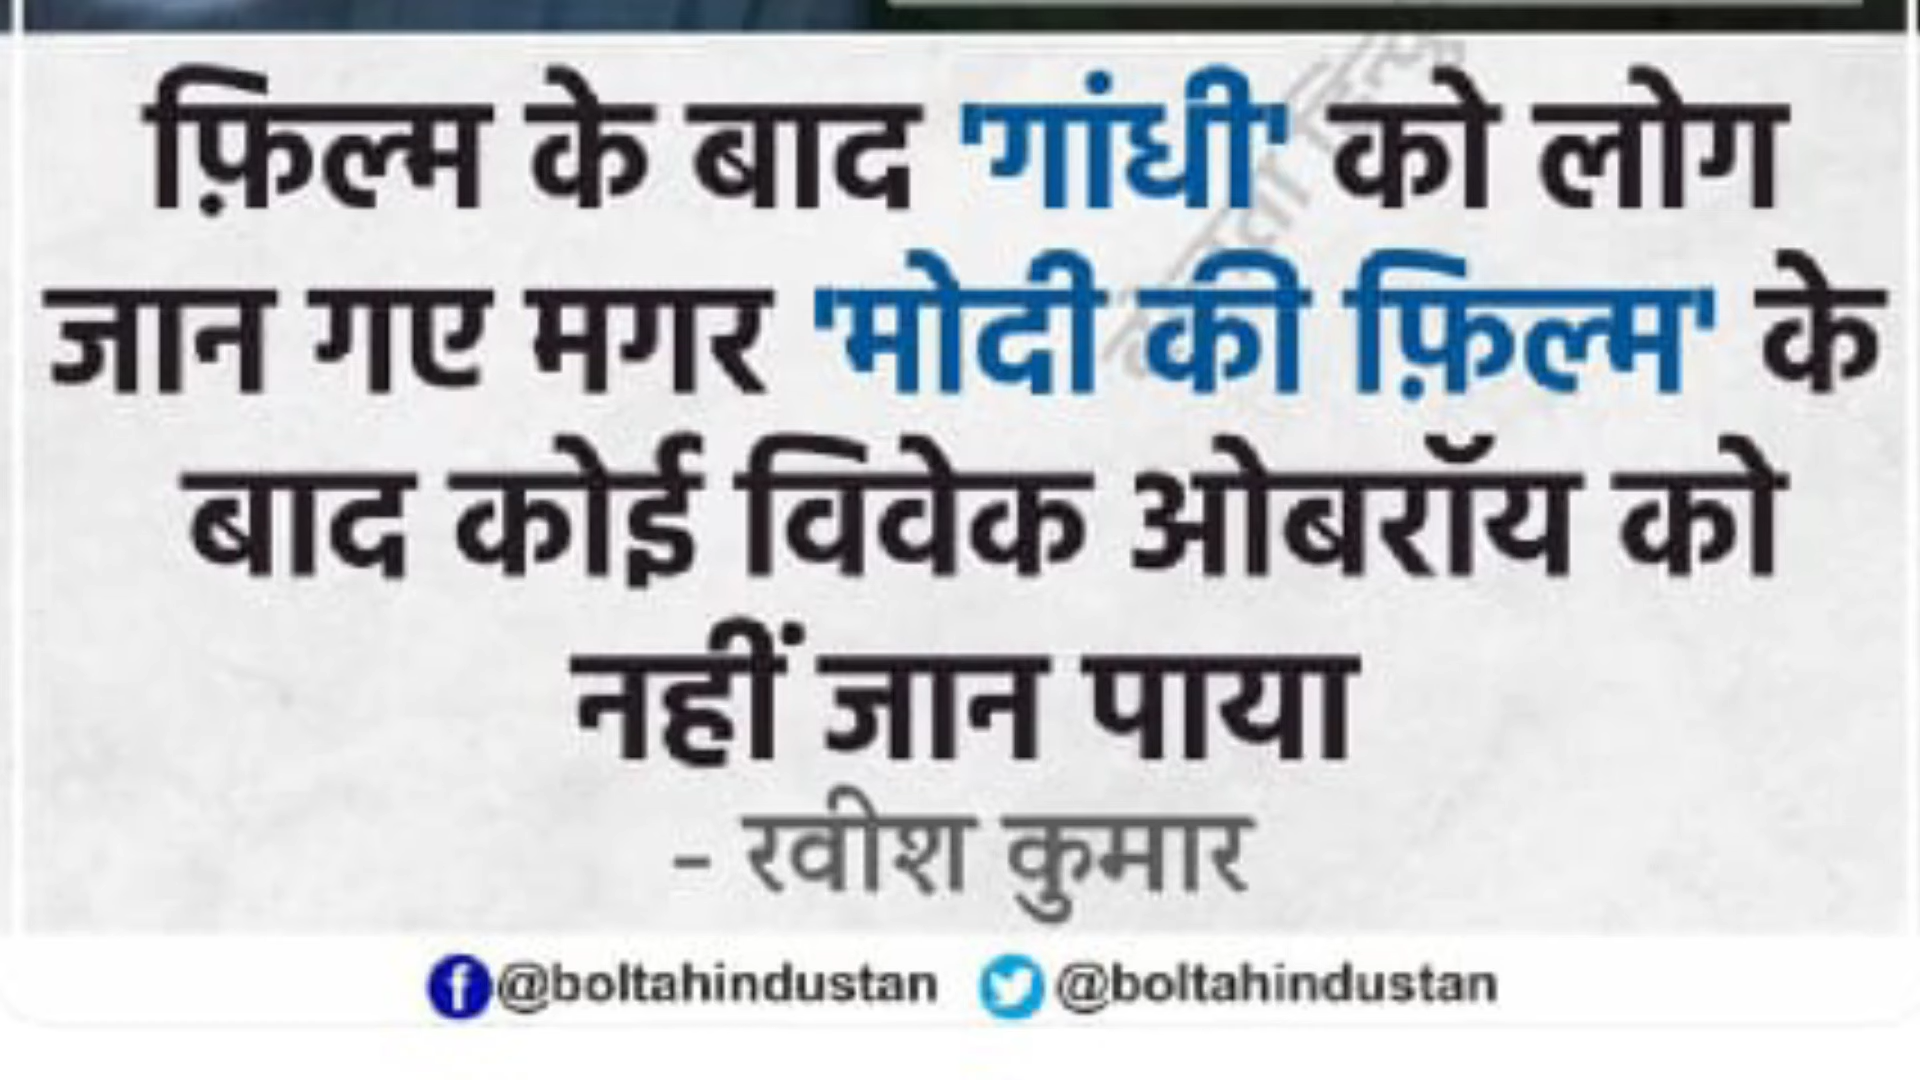 फ़िल्म के बाद 'गांधी' को लोग
जान गए मगर 'मोदी की फ़िल्म' के
बाद कोई विवेक ओबरॉय को
नहीं जान पाया
- रवीश कुमार
@boltahindustan @boltahindustan